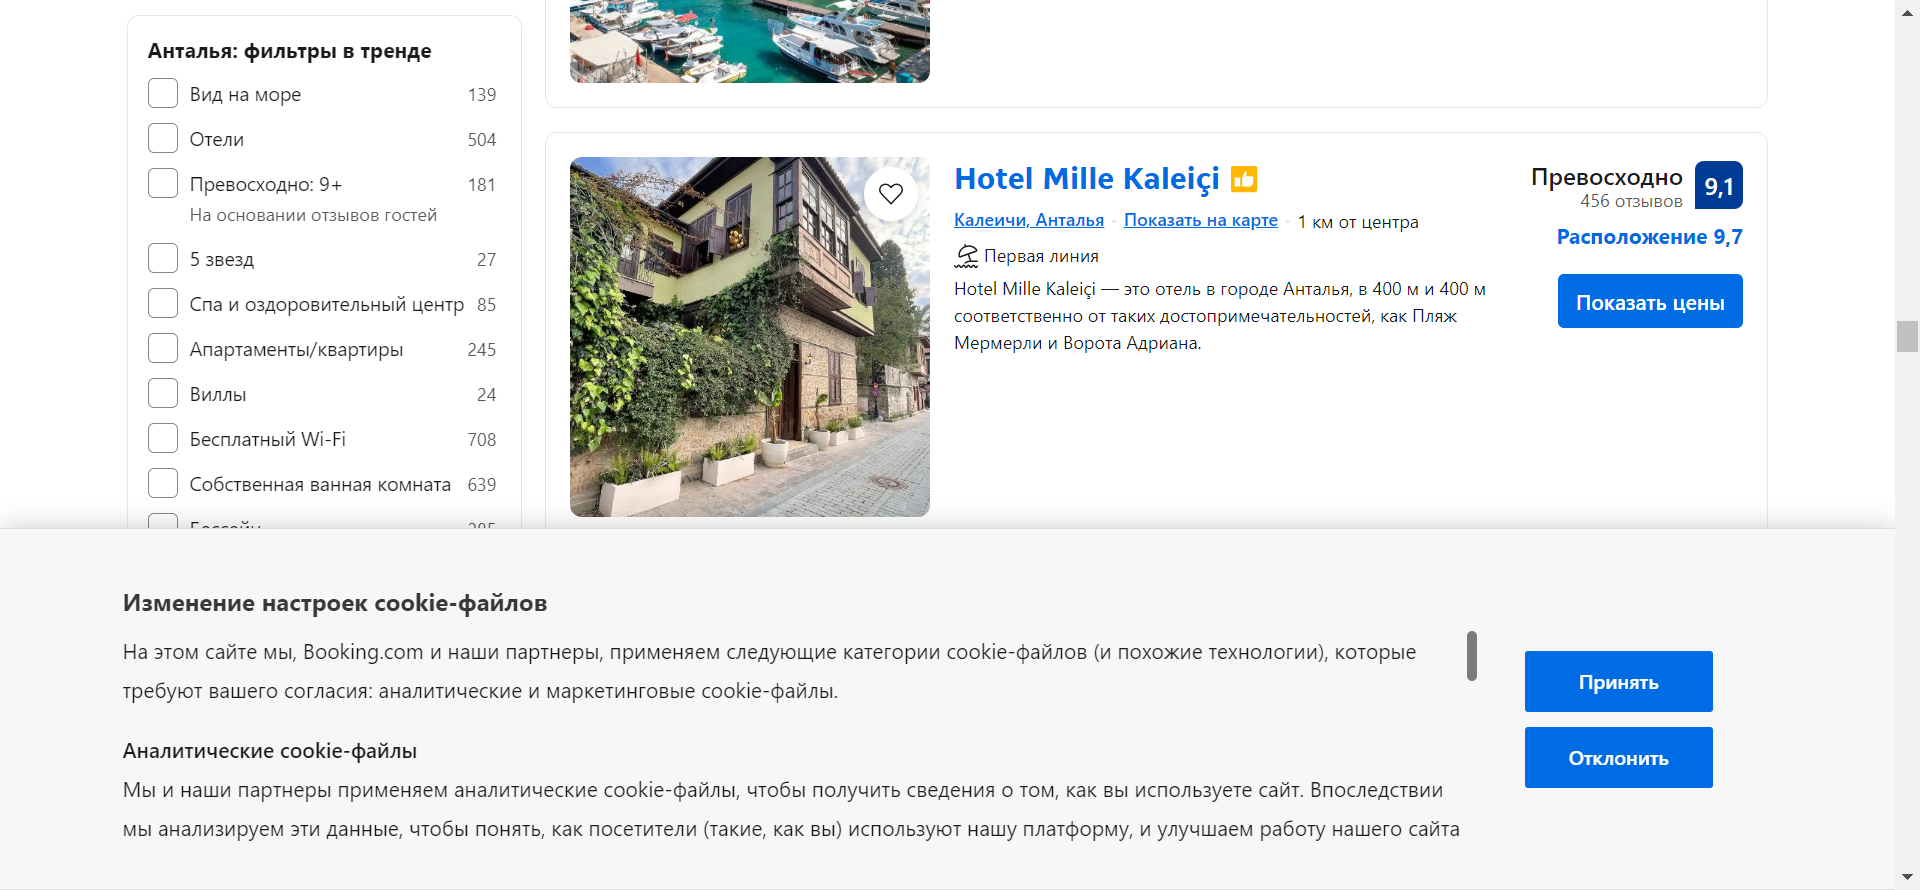 Анталья: фильтры в тренде
Вид на море 139
Отели 504
Превосходно: 9+ 181
На основании отзывов гостей
5 звезд 27
Спа и оздоровительный центр 85
Апартаменты/квартиры 245
Виллы 24
Бесплатный Wi-Fi 708
Собственная ванная комната 639
Hotel Mille Kaleiçi
Калеичи, Анталья Показать на карте 1 км от центра
Первая линия
Hotel Mille Kaleiçi — это отель в городе Анталья, в 400 м и 400 м
соответственно от таких достопримечательностей, как Пляж
Мермерли и Ворота Адриана.
Превосходно 9,1
456 отзывов
Расположение 9,7
Показать цены
Изменение настроек cookie-файлов
На этом сайте мы, Booking.com и наши партнеры, применяем следующие категории cookie-файлов (и похожие технологии), которые
требуют вашего согласия: аналитические и маркетинговые cookie-файлы.
Аналитические cookie-файлы
Мы и наши партнеры применяем аналитические cookie-файлы, чтобы получить сведения о том, как вы используете сайт. Впоследствии
мы анализируем эти данные, чтобы понять, как посетители (такие, как вы) используют нашу платформу, и улучшаем работу нашего сайта
Принять
Отклонить